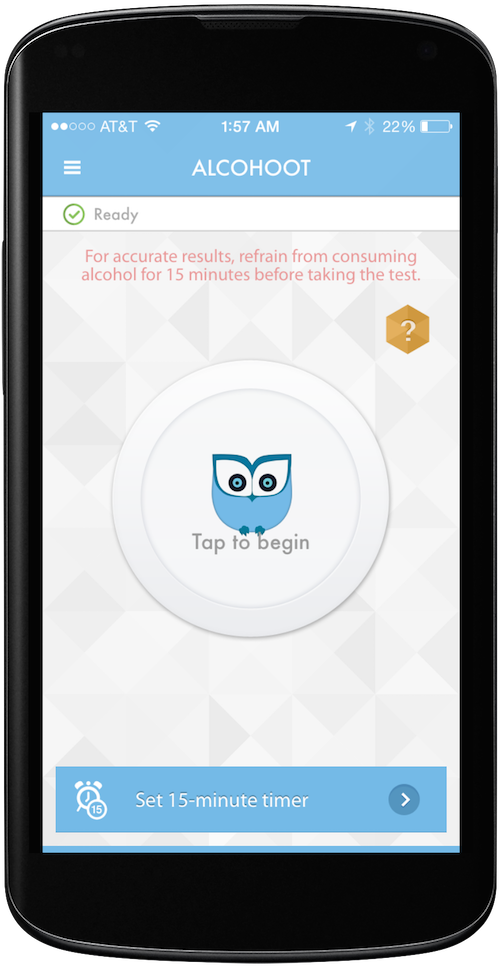 AT&T 1:57 AM 22%
ALCOHOOT
Ready
For accurate results, refrain from consuming
alcohol for 15 minutes before taking the test.
?
Tap to begin
15 Set 15-minute timer